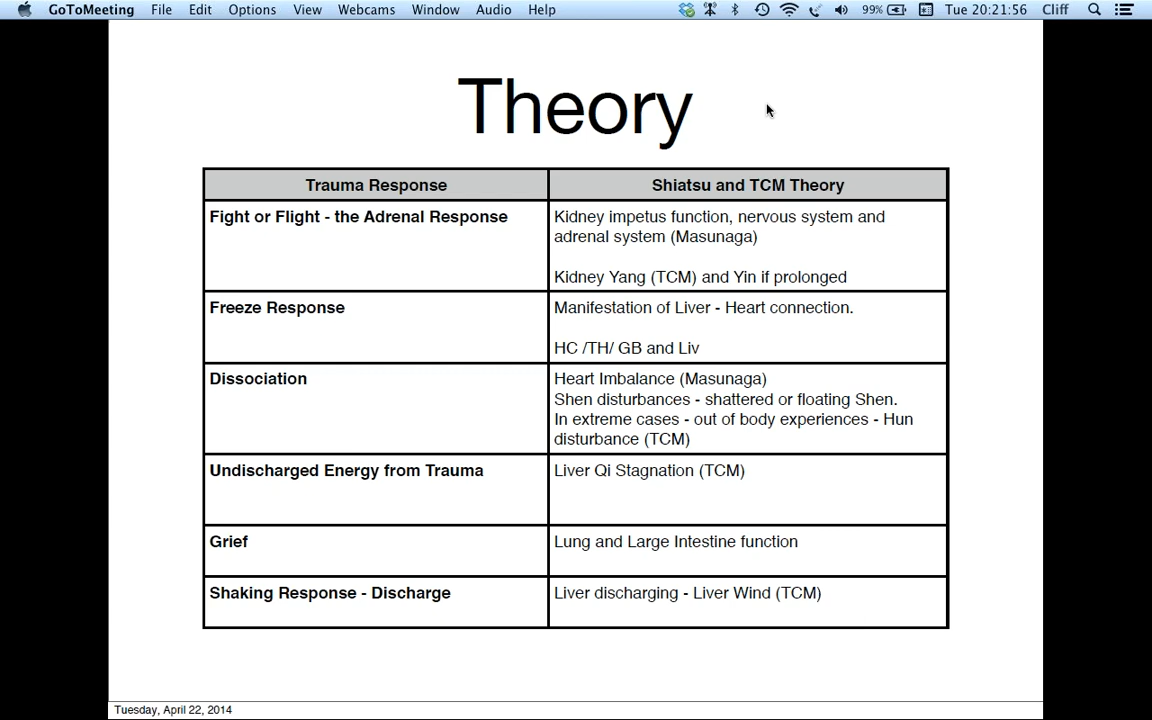 GoToMeeting File Edit Options View Webcams Window Audio Help 99% Tue 20:21:56 Cliff
Theory
Trauma Response
Shiatsu and TCM Theory
Fight or Flight - the Adrenal Response
Kidney impetus function, nervous system and
adrenal system (Masunaga)
Kidney Yang (TCM) and Yin if prolonged
Freeze Response
Manifestation of Liver - Heart connection.
HC /TH/ GB and Liv
Dissociation
Heart Imbalance (Masunaga)
Shen disturbances - shattered or floating Shen.
In extreme cases - out of body experiences - Hun
disturbance (TCM)
Undischarged Energy from Trauma
Liver Qi Stagnation (TCM)
Grief
Lung and Large Intestine function
Shaking Response - Discharge
Liver discharging - Liver Wind (TCM)
Tuesday, April 22, 2014